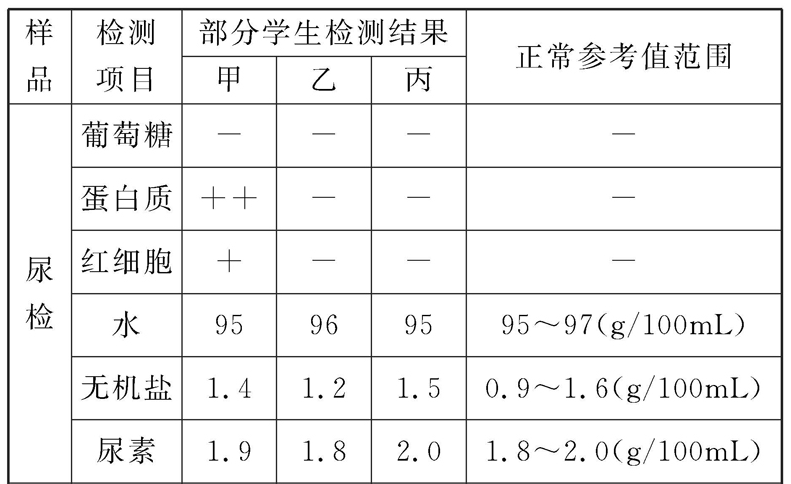 样品 检测项目 部分学生检测结果 正常参考值范围
甲 乙 丙
尿检
葡萄糖 － － － －
蛋白质 ＋＋ － － －
红细胞 ＋ － － －
水 95 96 95 95～97(g/100mL)
无机盐 1.4 1.2 1.5 0.9～1.6(g/100mL)
尿素 1.9 1.8 2.0 1.8～2.0(g/100mL)